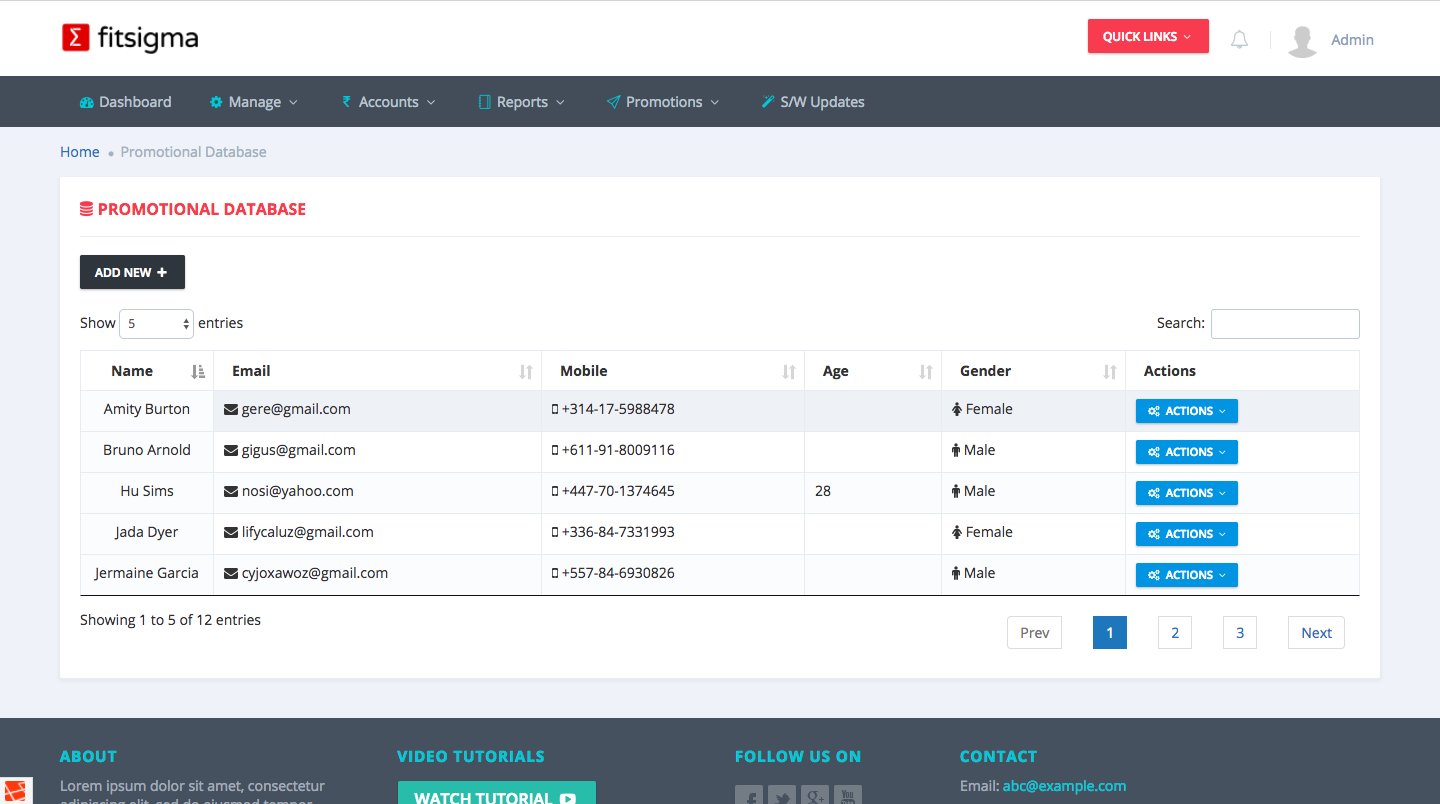 Σ fitsigma
QUICK LINKS
Admin
Dashboard Manage ₹ Accounts Reports Promotions S/W Updates
Home • Promotional Database
PROMOTIONAL DATABASE
ADD NEW +
Show 5 entries Search:
Name Email Mobile Age Gender Actions
Amity Burton gere@gmail.com +314-17-5988478 Female ACTIONS
Bruno Arnold gigus@gmail.com +611-91-8009116 Male ACTIONS
Hu Sims nosi@yahoo.com +447-70-1374645 28 Male ACTIONS
Jada Dyer lifycaluz@gmail.com +336-84-7331993 Female ACTIONS
Jermaine Garcia cyjoxawoz@gmail.com +557-84-6930826 Male ACTIONS
Showing 1 to 5 of 12 entries
Prev 1 2 3 Next
ABOUT VIDEO TUTORIALS FOLLOW US ON CONTACT
Lorem ipsum dolor sit amet, consectetur
WATCH TUTORIAL
Email: abc@example.com